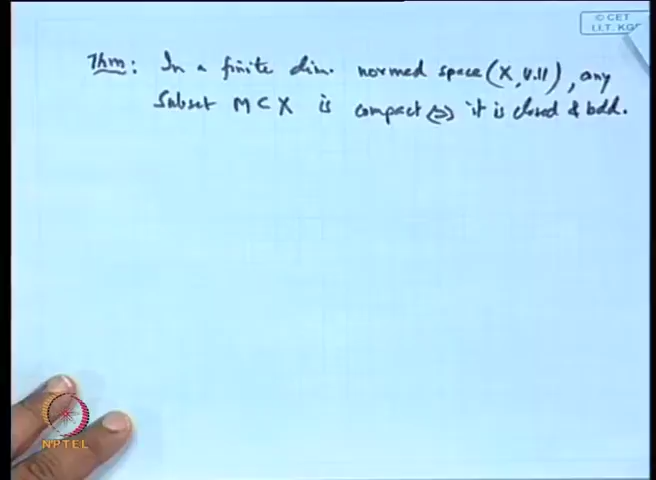 © CET
I.I.T. KGP
Thm: In a finite dim. normed space (X, ||.||), any
Subset M ⊂ X is compact ⇔ it is closed & bdd.
NPTEL